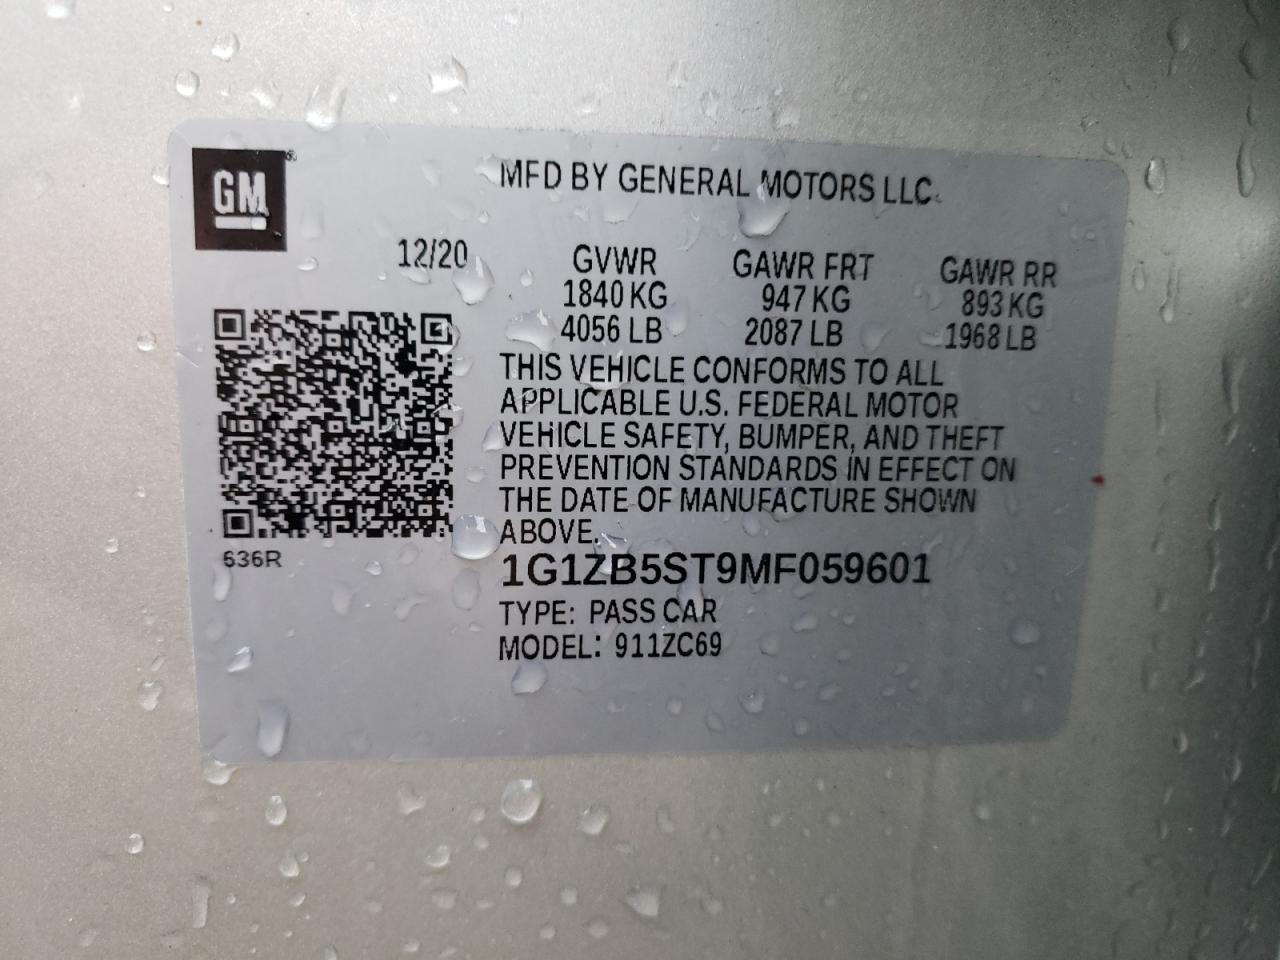 GM
MFD BY GENERAL MOTORS LLC
12/20 GVWR GAWR FRT GAWR RR
1840 KG 947 KG 893 KG
4056 LB 2087 LB 1968 LB
THIS VEHICLE CONFORMS TO ALL
APPLICABLE U.S. FEDERAL MOTOR
VEHICLE SAFETY, BUMPER, AND THEFT
PREVENTION STANDARDS IN EFFECT ON
THE DATE OF MANUFACTURE SHOWN
ABOVE.
636R
1G1ZB5ST9MF059601
TYPE: PASS CAR
MODEL: 911ZC69